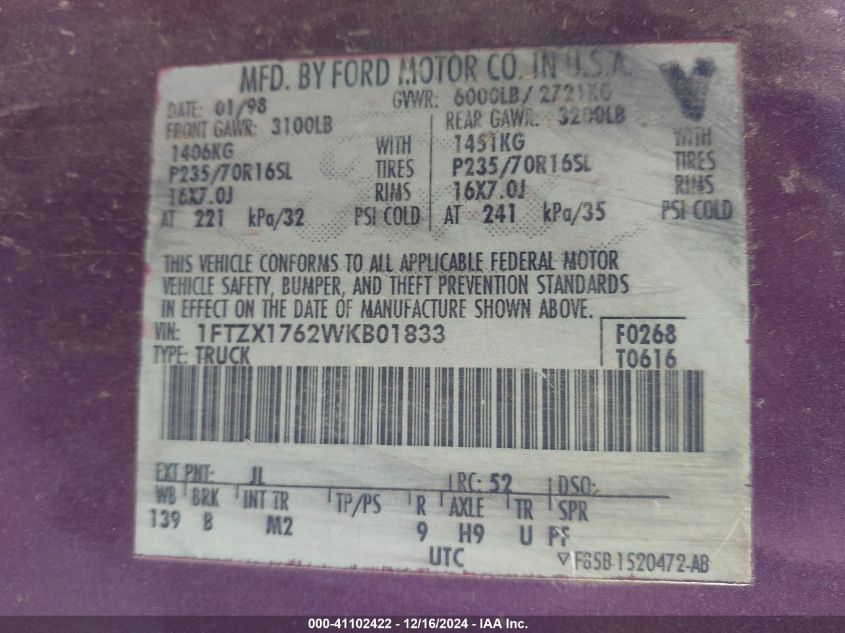 MFD. BY FORD MOTOR CO. IN U.S.A.
DATE: 01/98 GVWR: 6000LB/ 2721KG
FRONT GAWR: 3100LB REAR GAWR: 3200LB
1406KG WITH 1451KG WITH
P235/70R16SL TIRES P235/70R16SL TIRES
16X7.0J RIMS 16X7.0J RIMS
AT 221 kPa/32 PSI COLD AT 241 kPa/35 PSI COLD
THIS VEHICLE CONFORMS TO ALL APPLICABLE FEDERAL MOTOR
VEHICLE SAFETY, BUMPER, AND THEFT PREVENTION STANDARDS
IN EFFECT ON THE DATE OF MANUFACTURE SHOWN ABOVE.
VIN: 1FTZX1762WKB01833 F0268
TYPE: TRUCK T0616
EXT PNT: JL RC: 52 DSO:
WB BRK INT TR TP/PS R AXLE TR SPR
139 B M2 9 H9 U PF
UTC F85B-1520472-AB
000-41102422 - 12/16/2024 - IAA Inc.